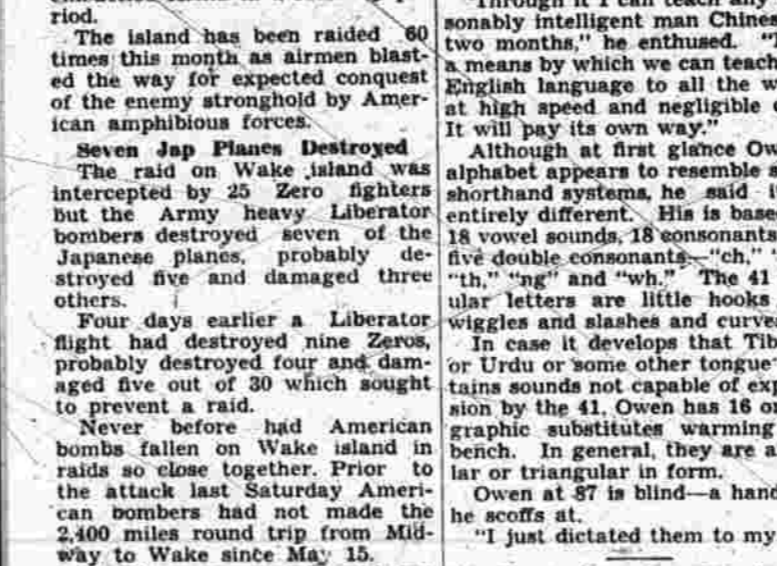 riod.
The island has been raided 60
times this month as airmen blast-
ed the way for expected conquest
of the enemy stronghold by Amer-
ican amphibious forces.
Seven Jap Planes Destroyed
The raid on Wake island was
intercepted by 25 Zero fighters
but the Army heavy Liberator
bombers destroyed seven of the
Japanese planes, probably de-
stroyed five and damaged three
others.
Four days earlier a Liberator
flight had destroyed nine Zeros,
probably destroyed four and dam-
aged five out of 30 which sought
to prevent a raid.
Never before had American
bombs fallen on Wake island in
raids so close together. Prior to
the attack last Saturday Ameri-
can bombers had not made the
2,400 miles round trip from Mid-
way to Wake since May 15.
sonably intelligent man Chines
two months," he enthused.
a means by which we can teach
English language to all the w
at high speed and negligible
It will pay its own way."
Although at first glance Ow
alphabet appears to resemble s
shorthand systems, he said
entirely different. His is base
18 vowel sounds, 18 consonants
five double consonants—"ch," "
"th," "ng" and "wh." The 41
ular letters are little hooks
wiggles and slashes and curve
In case it develops that Tib
or Urdu or some other tongue
tains sounds not capable of ex
sion by the 41, Owen has 16 o
graphic substitutes warming
bench. In general, they are a
lar or triangular in form.
Owen at 87 is blind—a hand
he scoffs at.
"I just dictated them to my